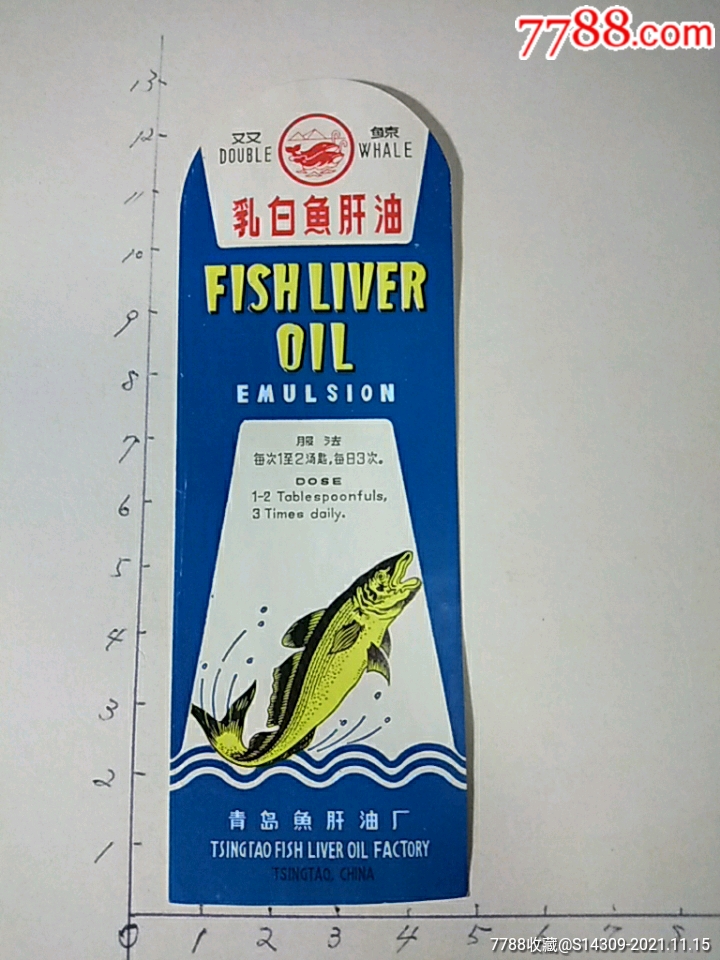 7788.com
双 鲸
DOUBLE WHALE
乳白魚肝油
FISH LIVER
OIL
EMULSION
服法
每次1至2汤匙,每日3次。
DOSE
1-2 Tablespoonfuls,
3 Times daily.
青岛魚肝油厂
TSINGTAO FISH LIVER OIL FACTORY
TSINGTAO, CHINA
13
12
11
10
9
8
7
6
5
4
3
2
1
0 1 2 3 4 5 6 7 8
7788收藏@S14309-2021.11.15